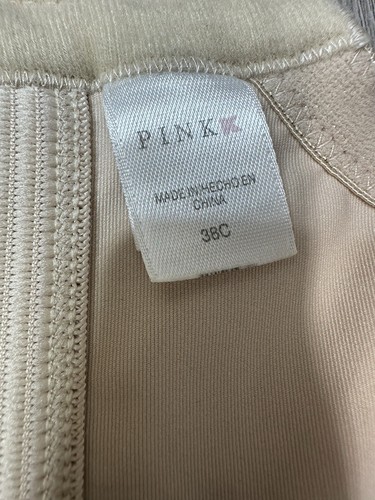 PINK K
MADE IN/HECHO EN
CHINA
38C